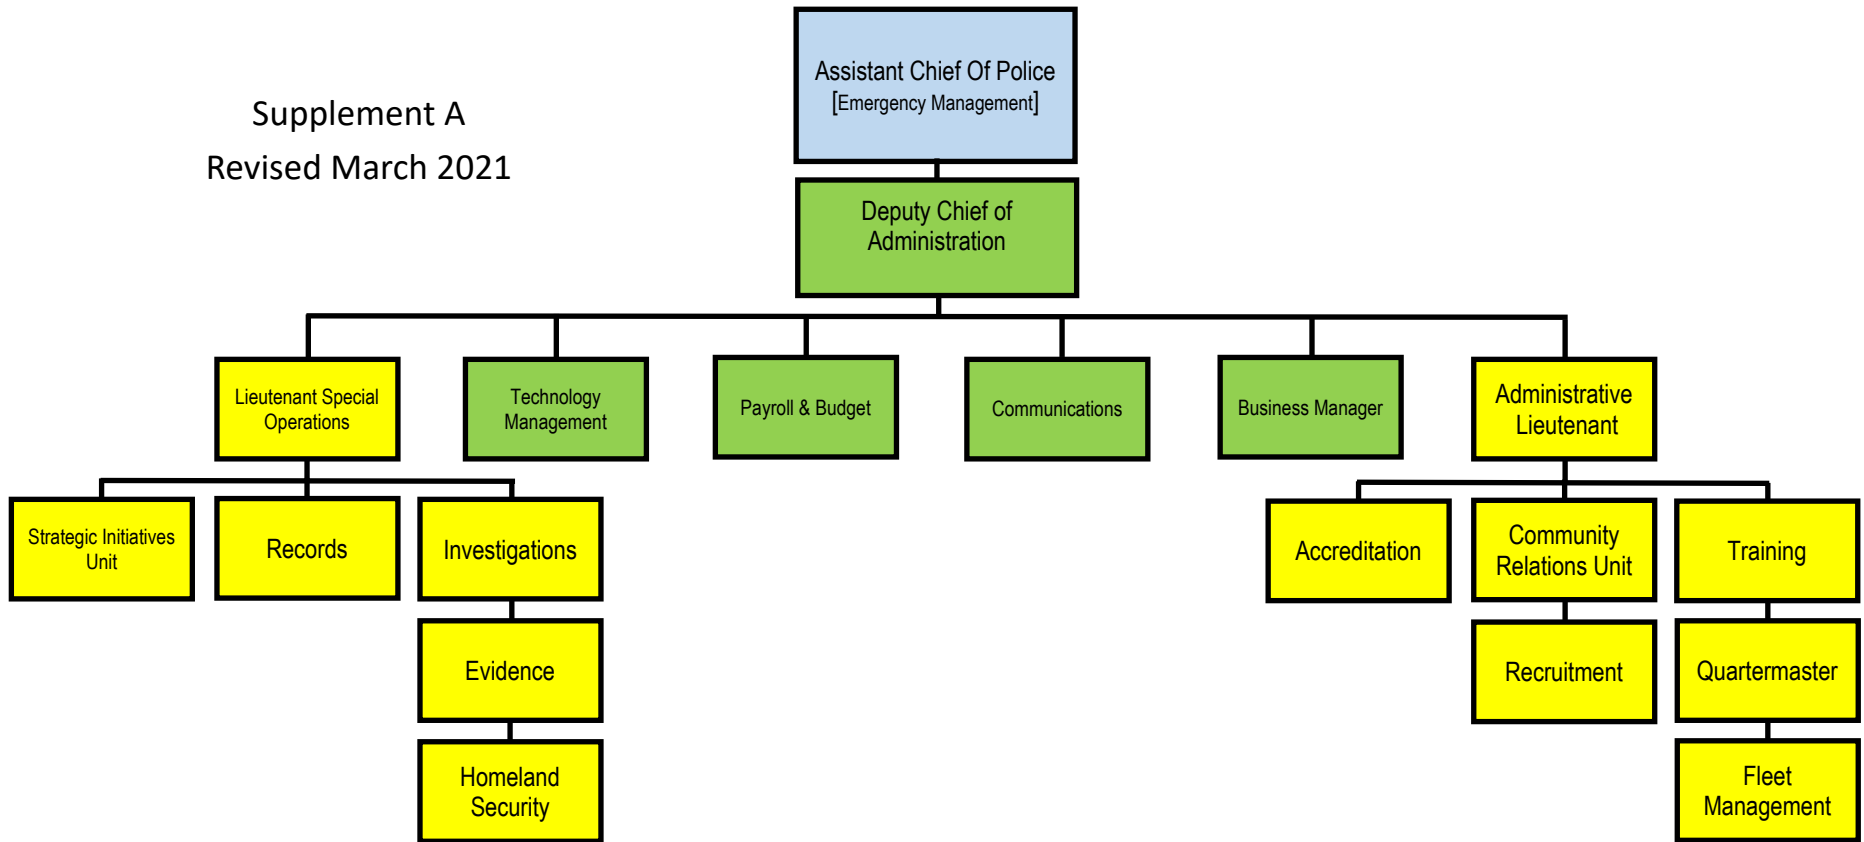 Supplement A
Revised March 2021
Assistant Chief Of Police
[Emergency Management]
Deputy Chief of
Administration
Lieutenant Special
Operations
Technology
Management
Payroll & Budget
Communications
Business Manager
Administrative
Lieutenant
Strategic Initiatives
Unit
Records
Investigations
Accreditation
Community
Relations Unit
Training
Evidence
Recruitment
Quartermaster
Homeland
Security
Fleet
Management